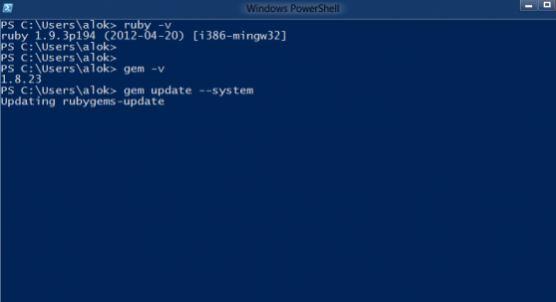 Windows PowerShell
PS C:\Users\alok> ruby -v
ruby 1.9.3p194 (2012-04-20) [i386-mingw32]
PS C:\Users\alok>
PS C:\Users\alok>
PS C:\Users\alok> gem -v
1.8.23
PS C:\Users\alok> gem update --system
Updating rubygems-update